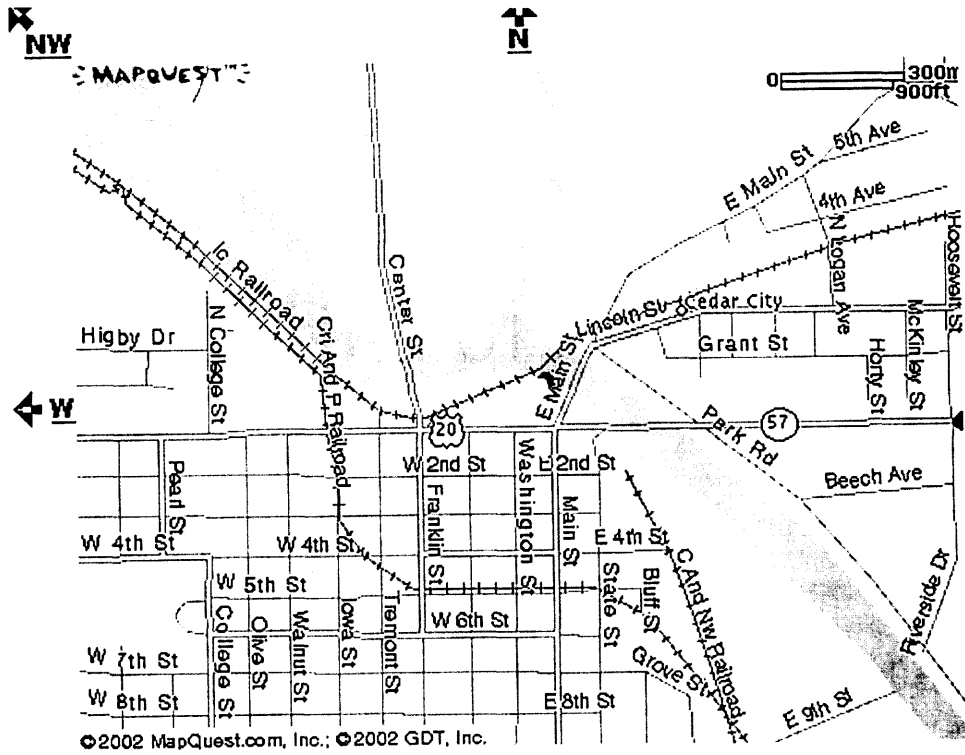 NW
N
MAPQUEST™
0 300m
900ft
5th Ave
E Main St
4th Ave
N Logan Ave
Hoosevelt St
Ic Railroad
Center St
Lincoln St
Cedar City
N College St
Cri And P Railroad
Higby Dr
E Main St
Grant St
McKinley St
Horty St
W
20
57
Park Rd
W 2nd St
E 2nd St
Pearl St
Franklin St
Washington St
Main St
Beech Ave
W 4th St
W 4th St
E 4th St
C And NW Railroad
W 5th St
State St
Bluff St
Riverside Dr
College St
Olive St
Walnut St
Iowa St
Tremont St
W 6th St
W 7th St
Grove St
W 8th St
E 8th St
E 9th St
©2002 MapQuest.com, Inc.; ©2002 GDT, Inc.